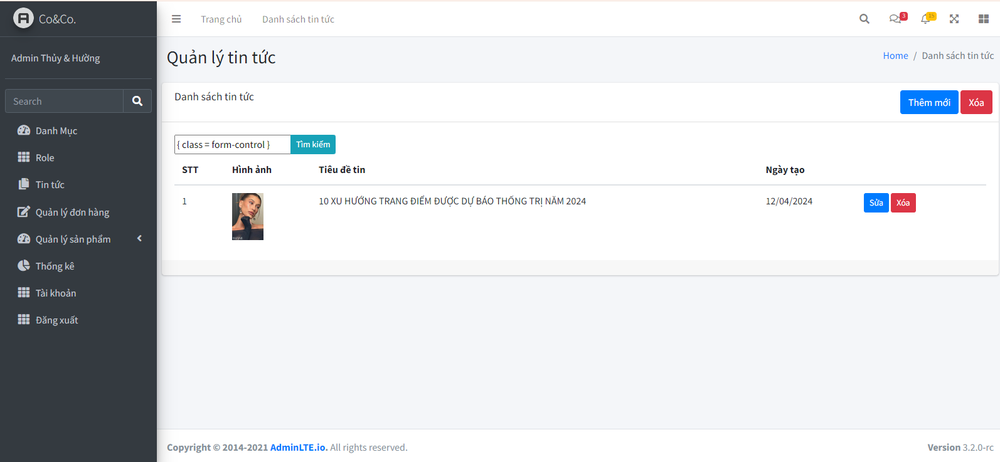 Co&Co.
Trang chủ
Danh sách tin tức
3
15
Admin Thủy & Hường
Search
Danh Mục
Role
Tin tức
Quản lý đơn hàng
Quản lý sản phẩm
Thống kê
Tài khoản
Đăng xuất
Quản lý tin tức
Home / Danh sách tin tức
Danh sách tin tức
Thêm mới Xóa
{ class = form-control } Tìm kiếm
STT Hình ảnh Tiêu đề tin Ngày tạo
1 10 XU HƯỚNG TRANG ĐIỂM ĐƯỢC DỰ BÁO THỐNG TRỊ NĂM 2024 12/04/2024 Sửa Xóa
Copyright © 2014-2021 AdminLTE.io. All rights reserved.
Version 3.2.0-rc